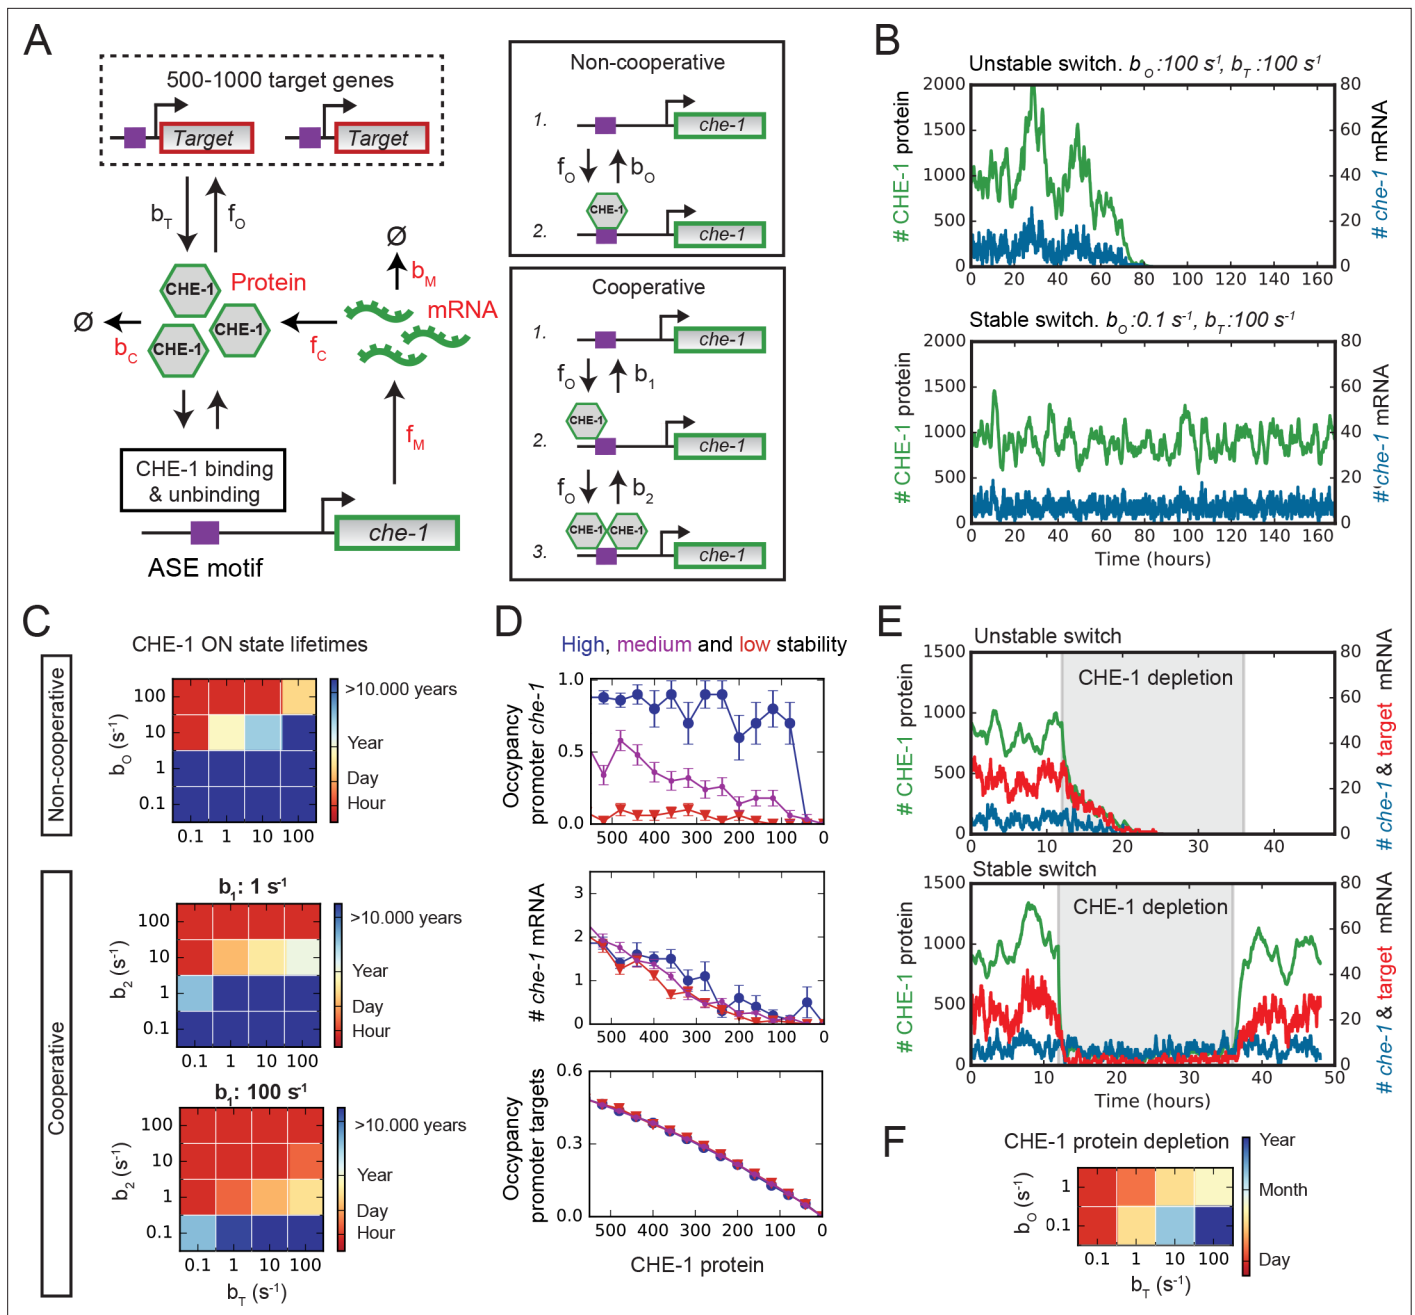 A
500-1000 target genes
Target
Target
b_T
f_O
Ø
b_M
Protein
mRNA
CHE-1
CHE-1
CHE-1
Ø
b_C
f_C
f_M
CHE-1 binding
& unbinding
che-1
ASE motif
Non-cooperative
1.
che-1
f_O
b_O
CHE-1
2.
che-1
Cooperative
1.
che-1
f_O
b_1
CHE-1
2.
che-1
f_O
b_2
CHE-1
CHE-1
3.
che-1
B
Unstable switch. b_O :100 s¹, b_T :100 s¹
# CHE-1 protein
2000
1500
1000
500
0
80
60
40
20
0
# che-1 mRNA
0 20 40 60 80 100 120 140 160
Stable switch. b_O :0.1 s⁻¹, b_T :100 s⁻¹
# CHE-1 protein
2000
1500
1000
500
0
80
60
40
20
0
#'che-1 mRNA
0 20 40 60 80 100 120 140 160
Time (hours)
C
CHE-1 ON state lifetimes
Non-cooperative
b_O (s⁻¹)
100
10
1
0.1
0.1 1 10 100
>10.000 years
Year
Day
Hour
Cooperative
b_1: 1 s⁻¹
b_2 (s⁻¹)
100
10
1
0.1
0.1 1 10 100
>10.000 years
Year
Day
Hour
b_1: 100 s⁻¹
b_2 (s⁻¹)
100
10
1
0.1
0.1 1 10 100
>10.000 years
Year
Day
Hour
b_T (s⁻¹)
D
High, medium and low stability
Occypancy
promoter che-1
1.0
0.5
0.0
500 400 300 200 100 0
# che-1 mRNA
3
2
1
0
500 400 300 200 100 0
Occupancy
promoter targets
0.6
0.3
0.0
500 400 300 200 100 0
CHE-1 protein
E
Unstable switch
CHE-1 depletion
# CHE-1 protein
1500
1000
500
0
80
60
40
20
0
# che-1 & target mRNA
0 10 20 30 40
Stable switch
CHE-1 depletion
# CHE-1 protein
1500
1000
500
0
80
60
40
20
0
# che-1 & target mRNA
0 10 20 30 40 50
Time (hours)
F
CHE-1 protein depletion
b_O (s⁻¹)
1
0.1
0.1 1 10 100
b_T (s⁻¹)
Year
Month
Day